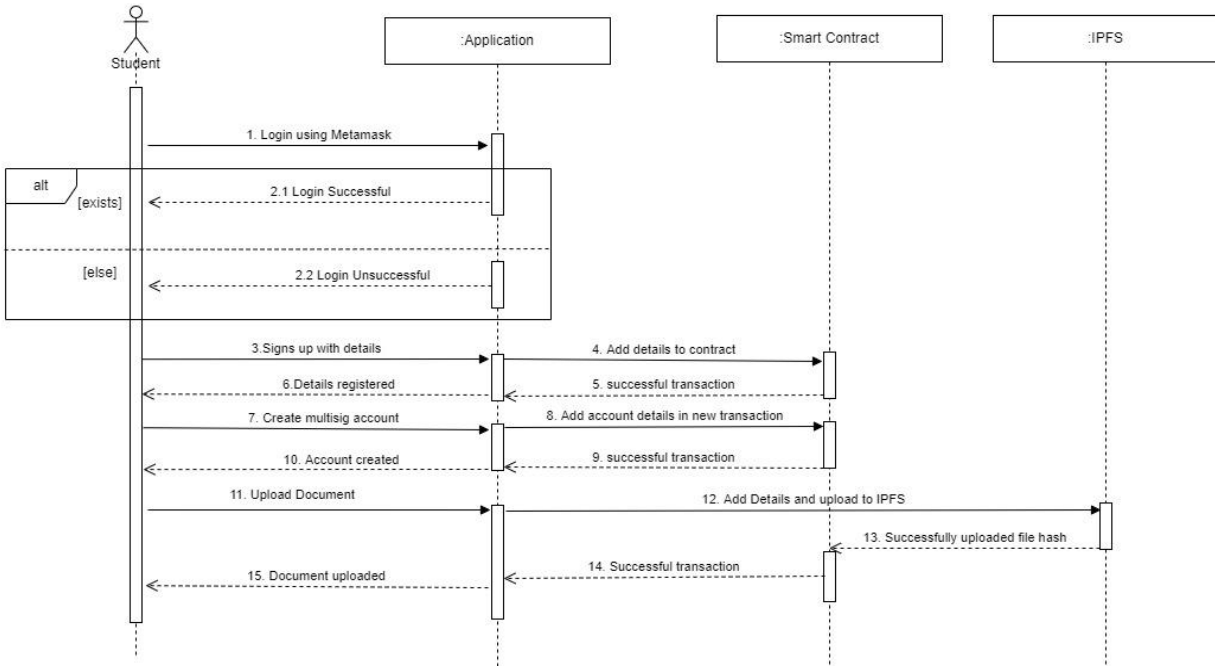 Student
:Application
:Smart Contract
:IPFS
1. Login using Metamask
alt
[exists]
2.1 Login Successful
[else]
2.2 Login Unsuccessful
3.Signs up with details
4. Add details to contract
6.Details registered
5. successful transaction
7. Create multisig account
8. Add account details in new transaction
10. Account created
9. successful transaction
11. Upload Document
12. Add Details and upload to IPFS
13. Successfully uploaded file hash
14. Successful transaction
15. Document uploaded